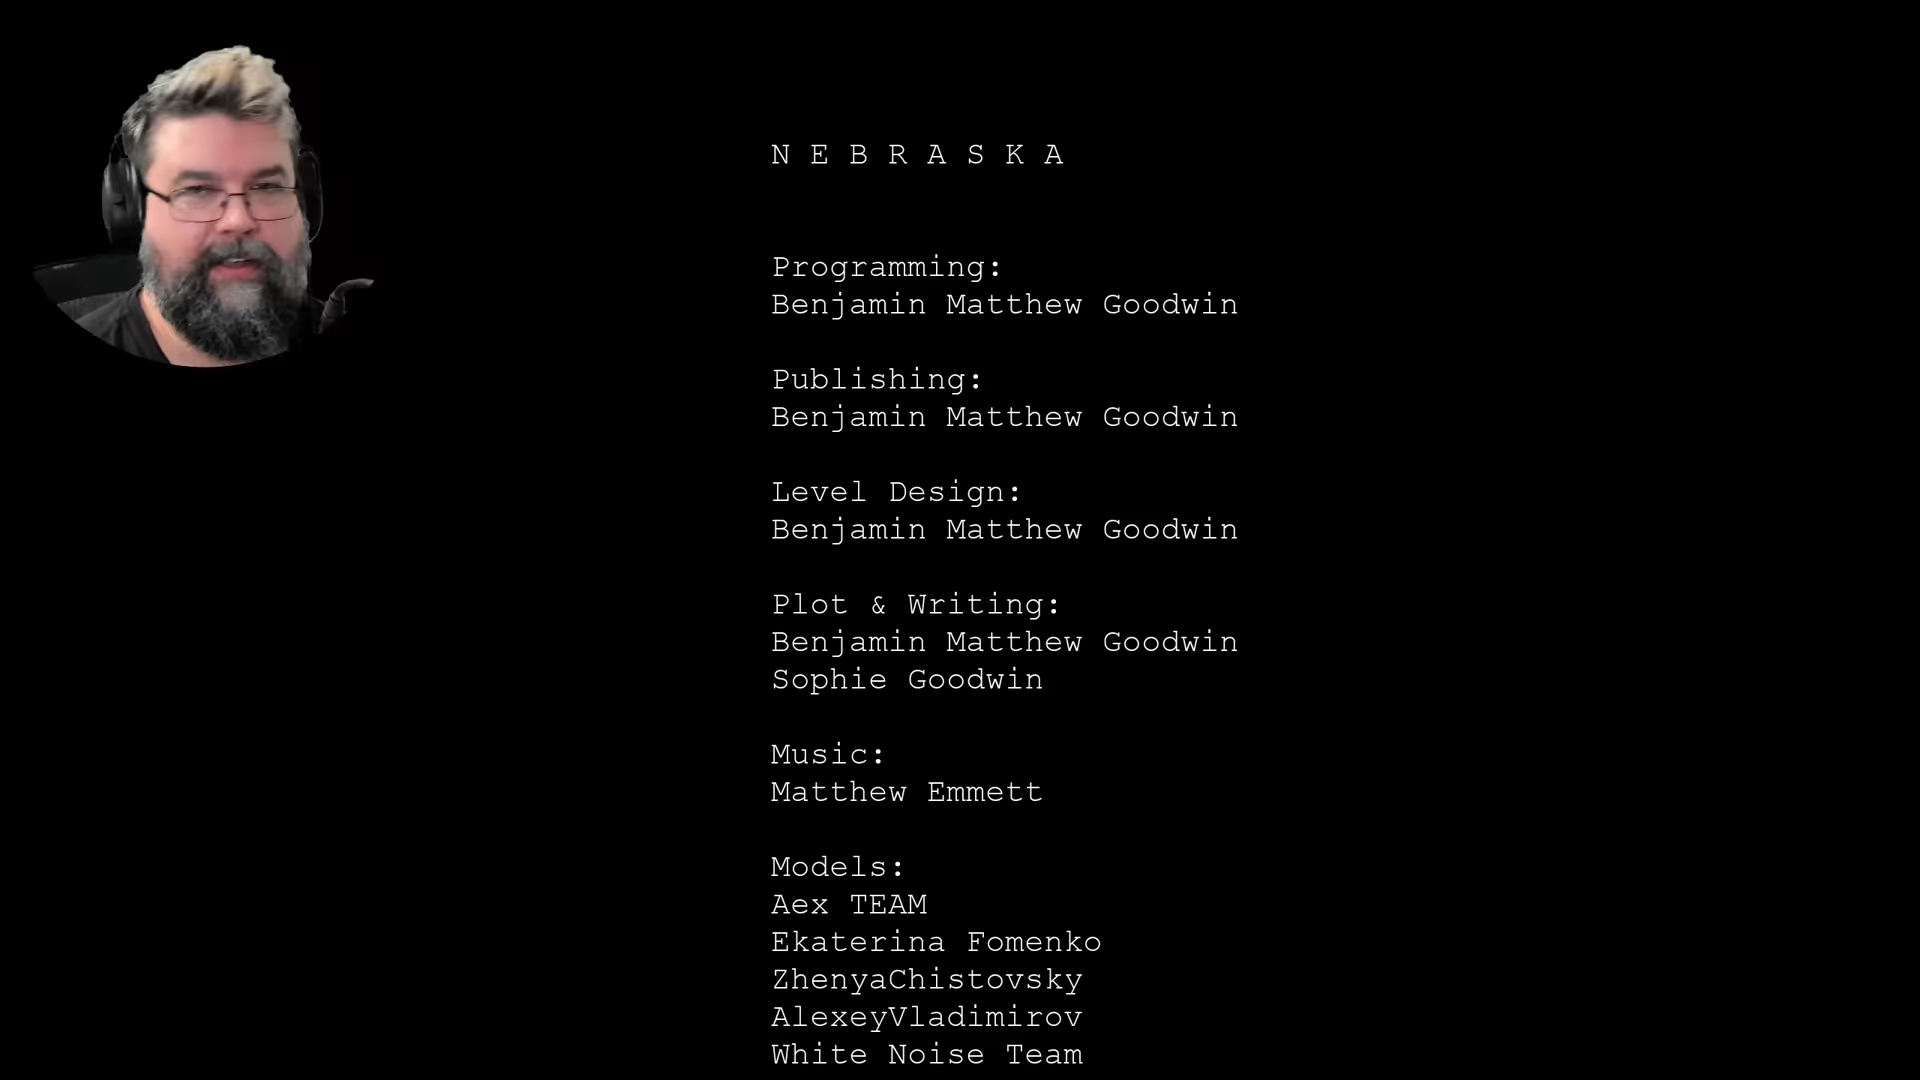 N E B R A S K A
Programming:
Benjamin Matthew Goodwin
Publishing:
Benjamin Matthew Goodwin
Level Design:
Benjamin Matthew Goodwin
Plot & Writing:
Benjamin Matthew Goodwin
Sophie Goodwin
Music:
Matthew Emmett
Models:
Aex TEAM
Ekaterina Fomenko
ZhenyaChistovsky
AlexeyVladimirov
White Noise Team